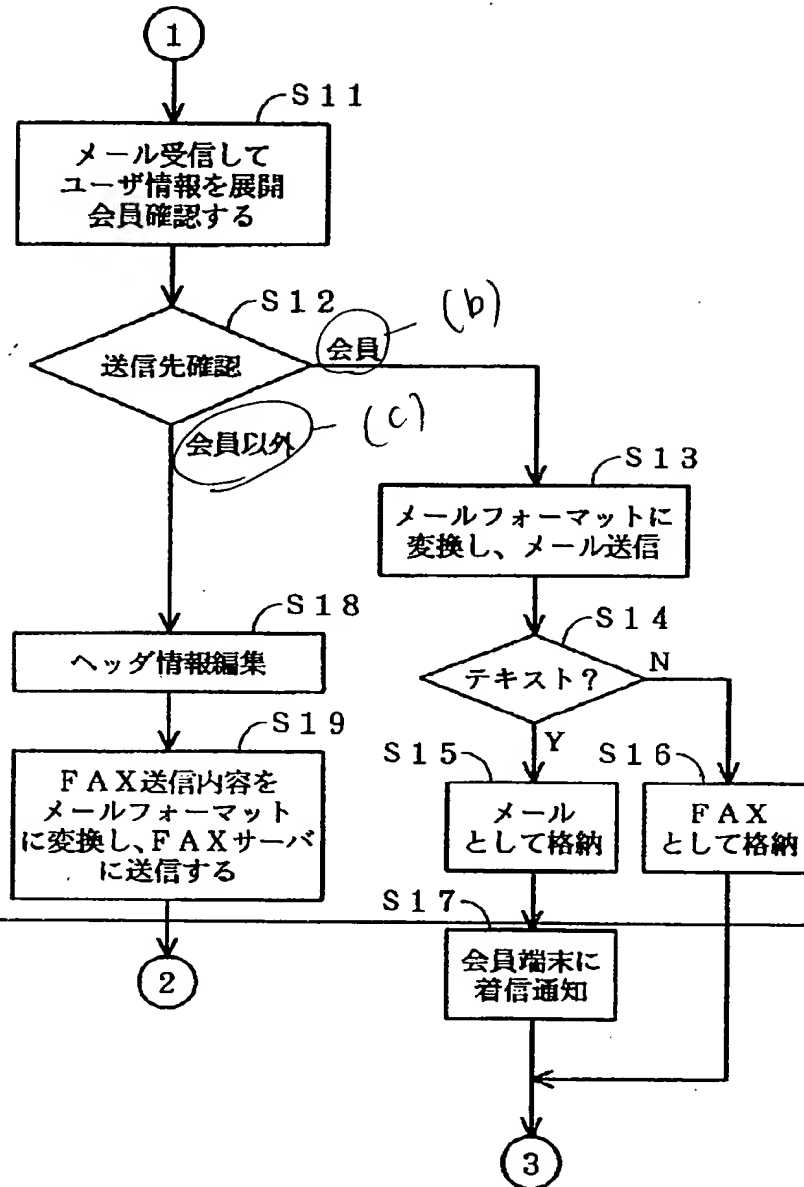 1
S11
メール受信して
ユーザ情報を展開
会員確認する
S12
送信先確認
会員
(b)
会員以外
(c)
S13
メールフォーマットに
変換し、メール送信
S14
テキスト?
N
Y
S18
ヘッダ情報編集
S19
FAX送信内容を
メールフォーマット
に変換し、FAXサーバ
に送信する
2
S15
メール
として格納
S16
FAX
として格納
S17
会員端末に
着信通知
3